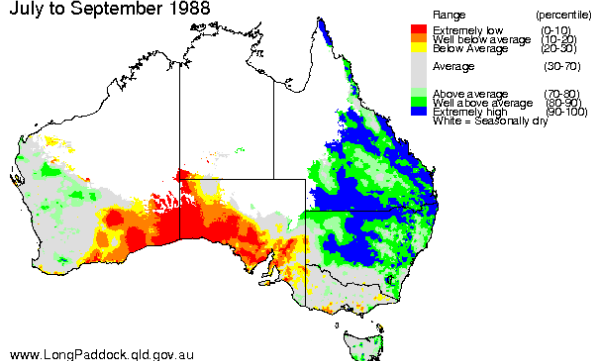 July to September 1988
Range (percentile)
Extremely low (0-10)
Well below average (10-20)
Below Average (20-30)
Average (30-70)
Above average (70-80)
Well above average (80-90)
Extremely high (90-100)
White = Seasonally dry
www.LongPaddock.qld.gov.au